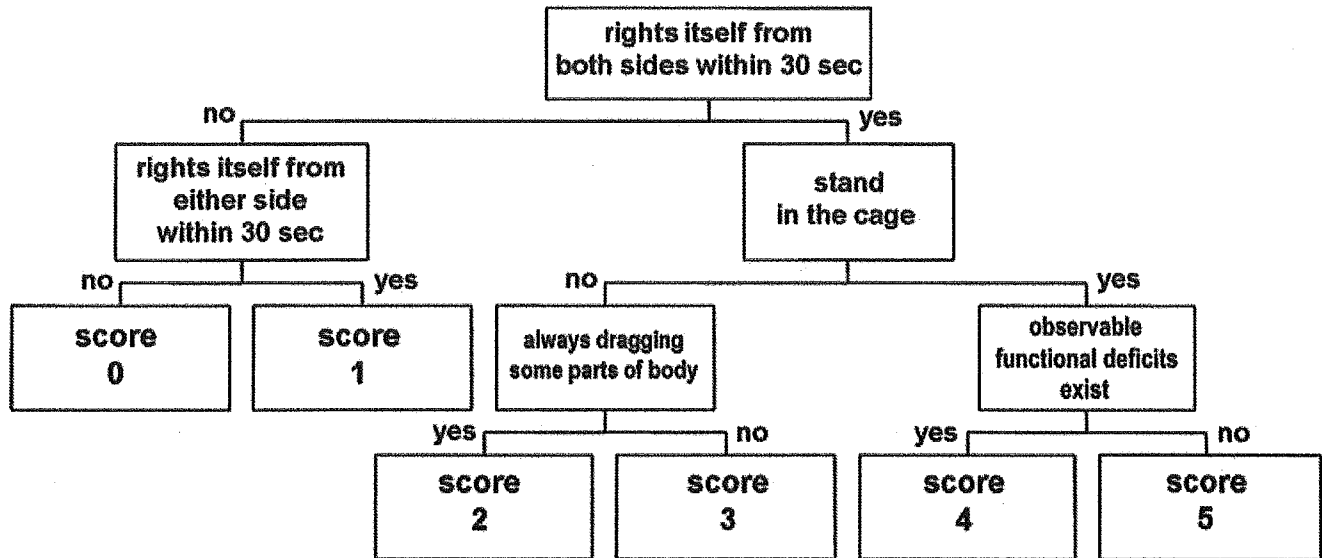 rights itself from
both sides within 30 sec
no
yes
rights itself from
either side
within 30 sec
stand
in the cage
no
yes
no
yes
score
0
score
1
always dragging
some parts of body
observable
functional deficits
exist
yes
no
yes
no
score
2
score
3
score
4
score
5